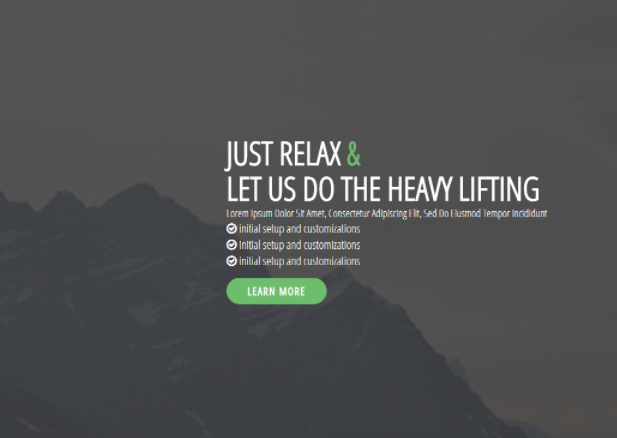 JUST RELAX &
LET US DO THE HEAVY LIFTING
Lorem Ipsum Dolor Sit Amet, Consectetur Adipiscing Elit, Sed Do Eiusmod Tempor Incididunt
initial setup and customizations
initial setup and customizations
initial setup and customizations
LEARN MORE